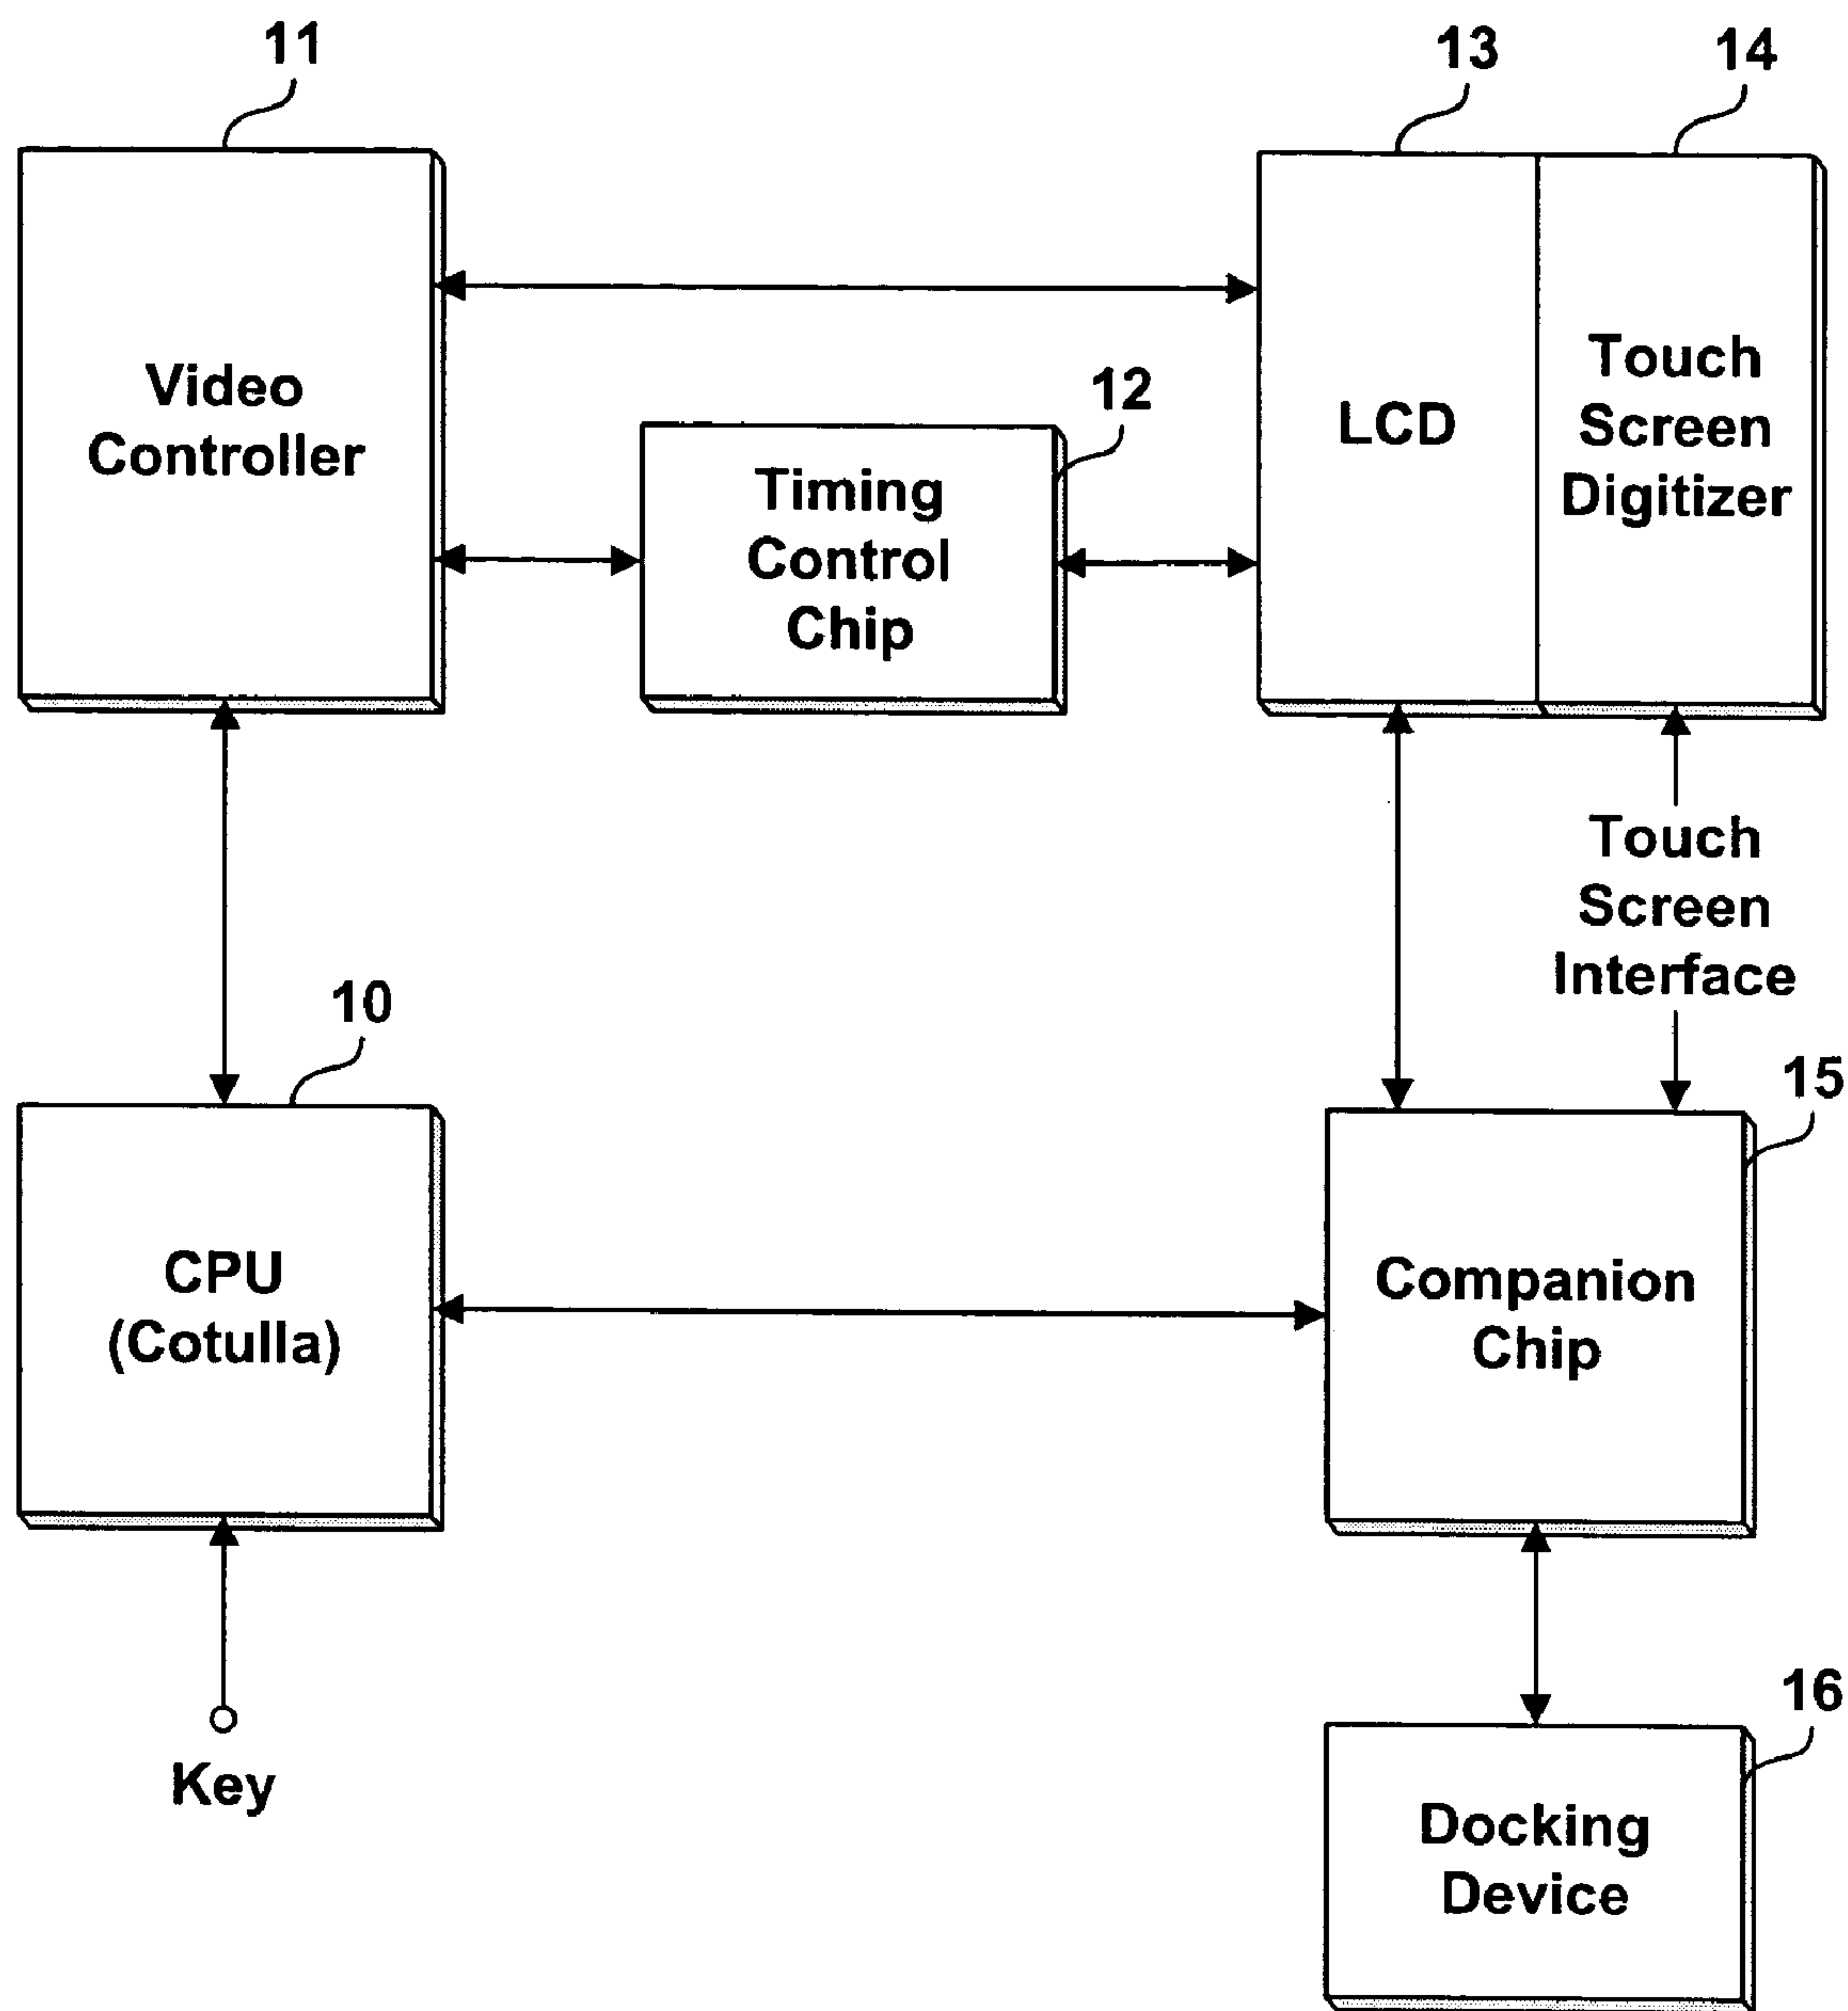 11
13
14
Video
Controller
12
Timing
Control
Chip
LCD
Touch
Screen
Digitizer
Touch
Screen
Interface
10
15
CPU
(Cotulla)
Companion
Chip
Key
16
Docking
Device